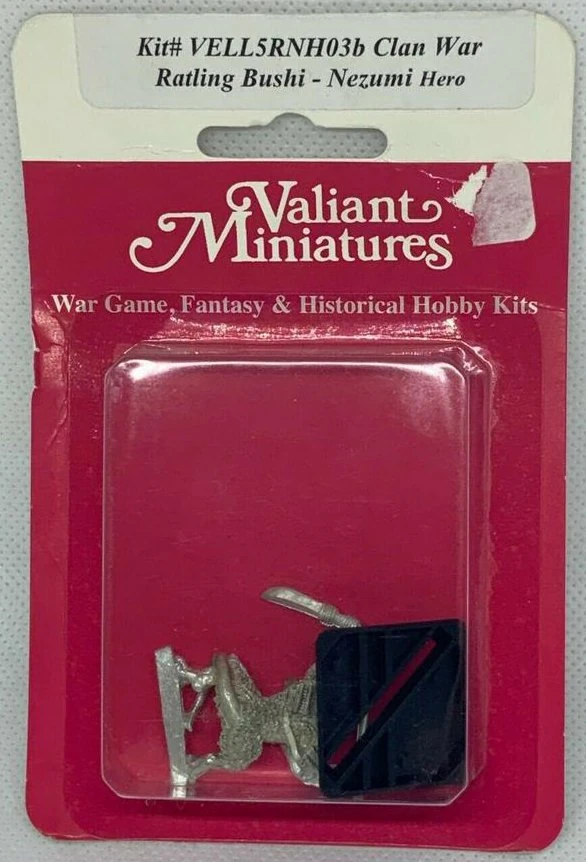 Kit# VELL5RNH03b Clan War
Ratling Bushi - Nezumi Hero
Valiant
Miniatures
War Game, Fantasy & Historical Hobby Kits